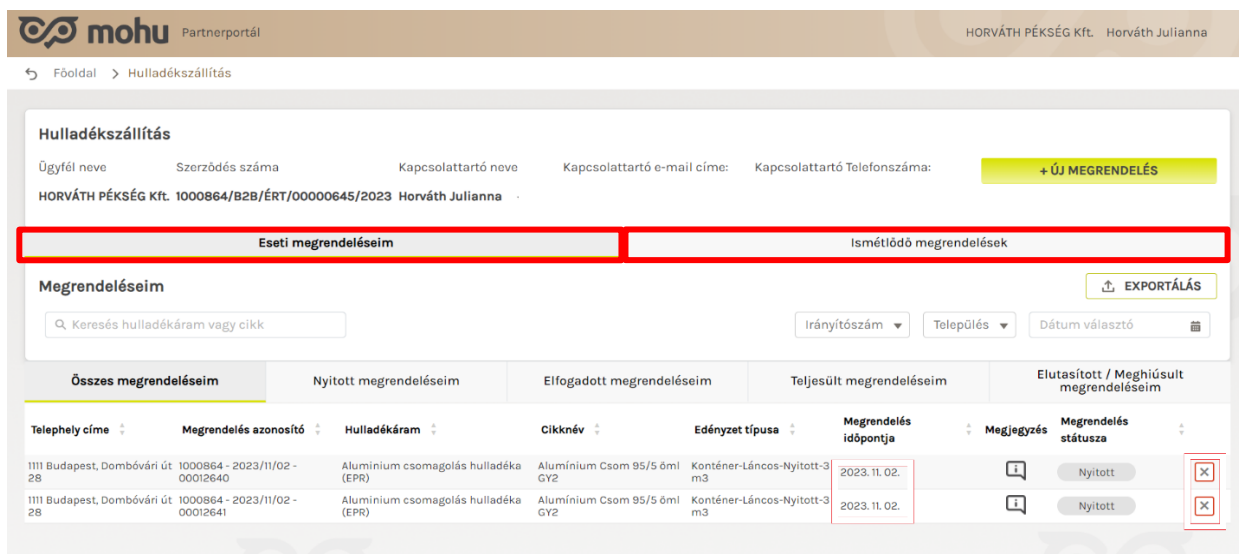 mohu Partnerportál HORVÁTH PÉKSÉG Kft. Horváth Julianna
Főoldal > Hulladékszállítás
Hulladékszállítás
Ügyfél neve Szerződés száma Kapcsolattartó neve Kapcsolattartó e-mail címe: Kapcsolattartó Telefonszáma:
+ ÚJ MEGRENDELÉS
HORVÁTH PÉKSÉG Kft. 1000864/B2B/ÉRT/00000645/2023 Horváth Julianna
Eseti megrendeléseim Ismétlődő megrendelések
Megrendeléseim EXPORTÁLÁS
Keresés hulladékáram vagy cikk Irányítószám Település Dátum választó
Összes megrendeléseim Nyitott megrendeléseim Elfogadott megrendeléseim Teljesült megrendeléseim Elutasított / Meghiúsult
megrendeléseim
Telephely címe Megrendelés azonosító Hulladékáram Cikknév Edényzet típusa Megrendelés Megjegyzés Megrendelés
időpontja státusza
1111 Budapest, Dombóvári út 1000864 - 2023/11/02 - Aluminium csomagolás hulladéka Alumínium Csom 95/5 öml Konténer-Láncos-Nyitott-3
28 00012640 (EPR) GY2 m3 2023. 11. 02. Nyitott
1111 Budapest, Dombóvári út 1000864 - 2023/11/02 - Aluminium csomagolás hulladéka Alumínium Csom 95/5 öml Konténer-Láncos-Nyitott-3
28 00012641 (EPR) GY2 m3 2023. 11. 02. Nyitott